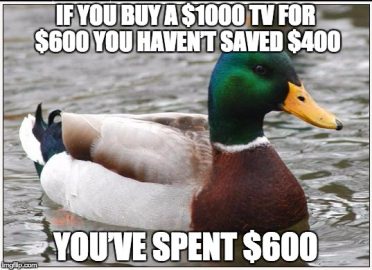 IF YOU BUY A $1000 TV FOR
$600 YOU HAVEN'T SAVED $400
YOU'VE SPENT $600
imgflip.com